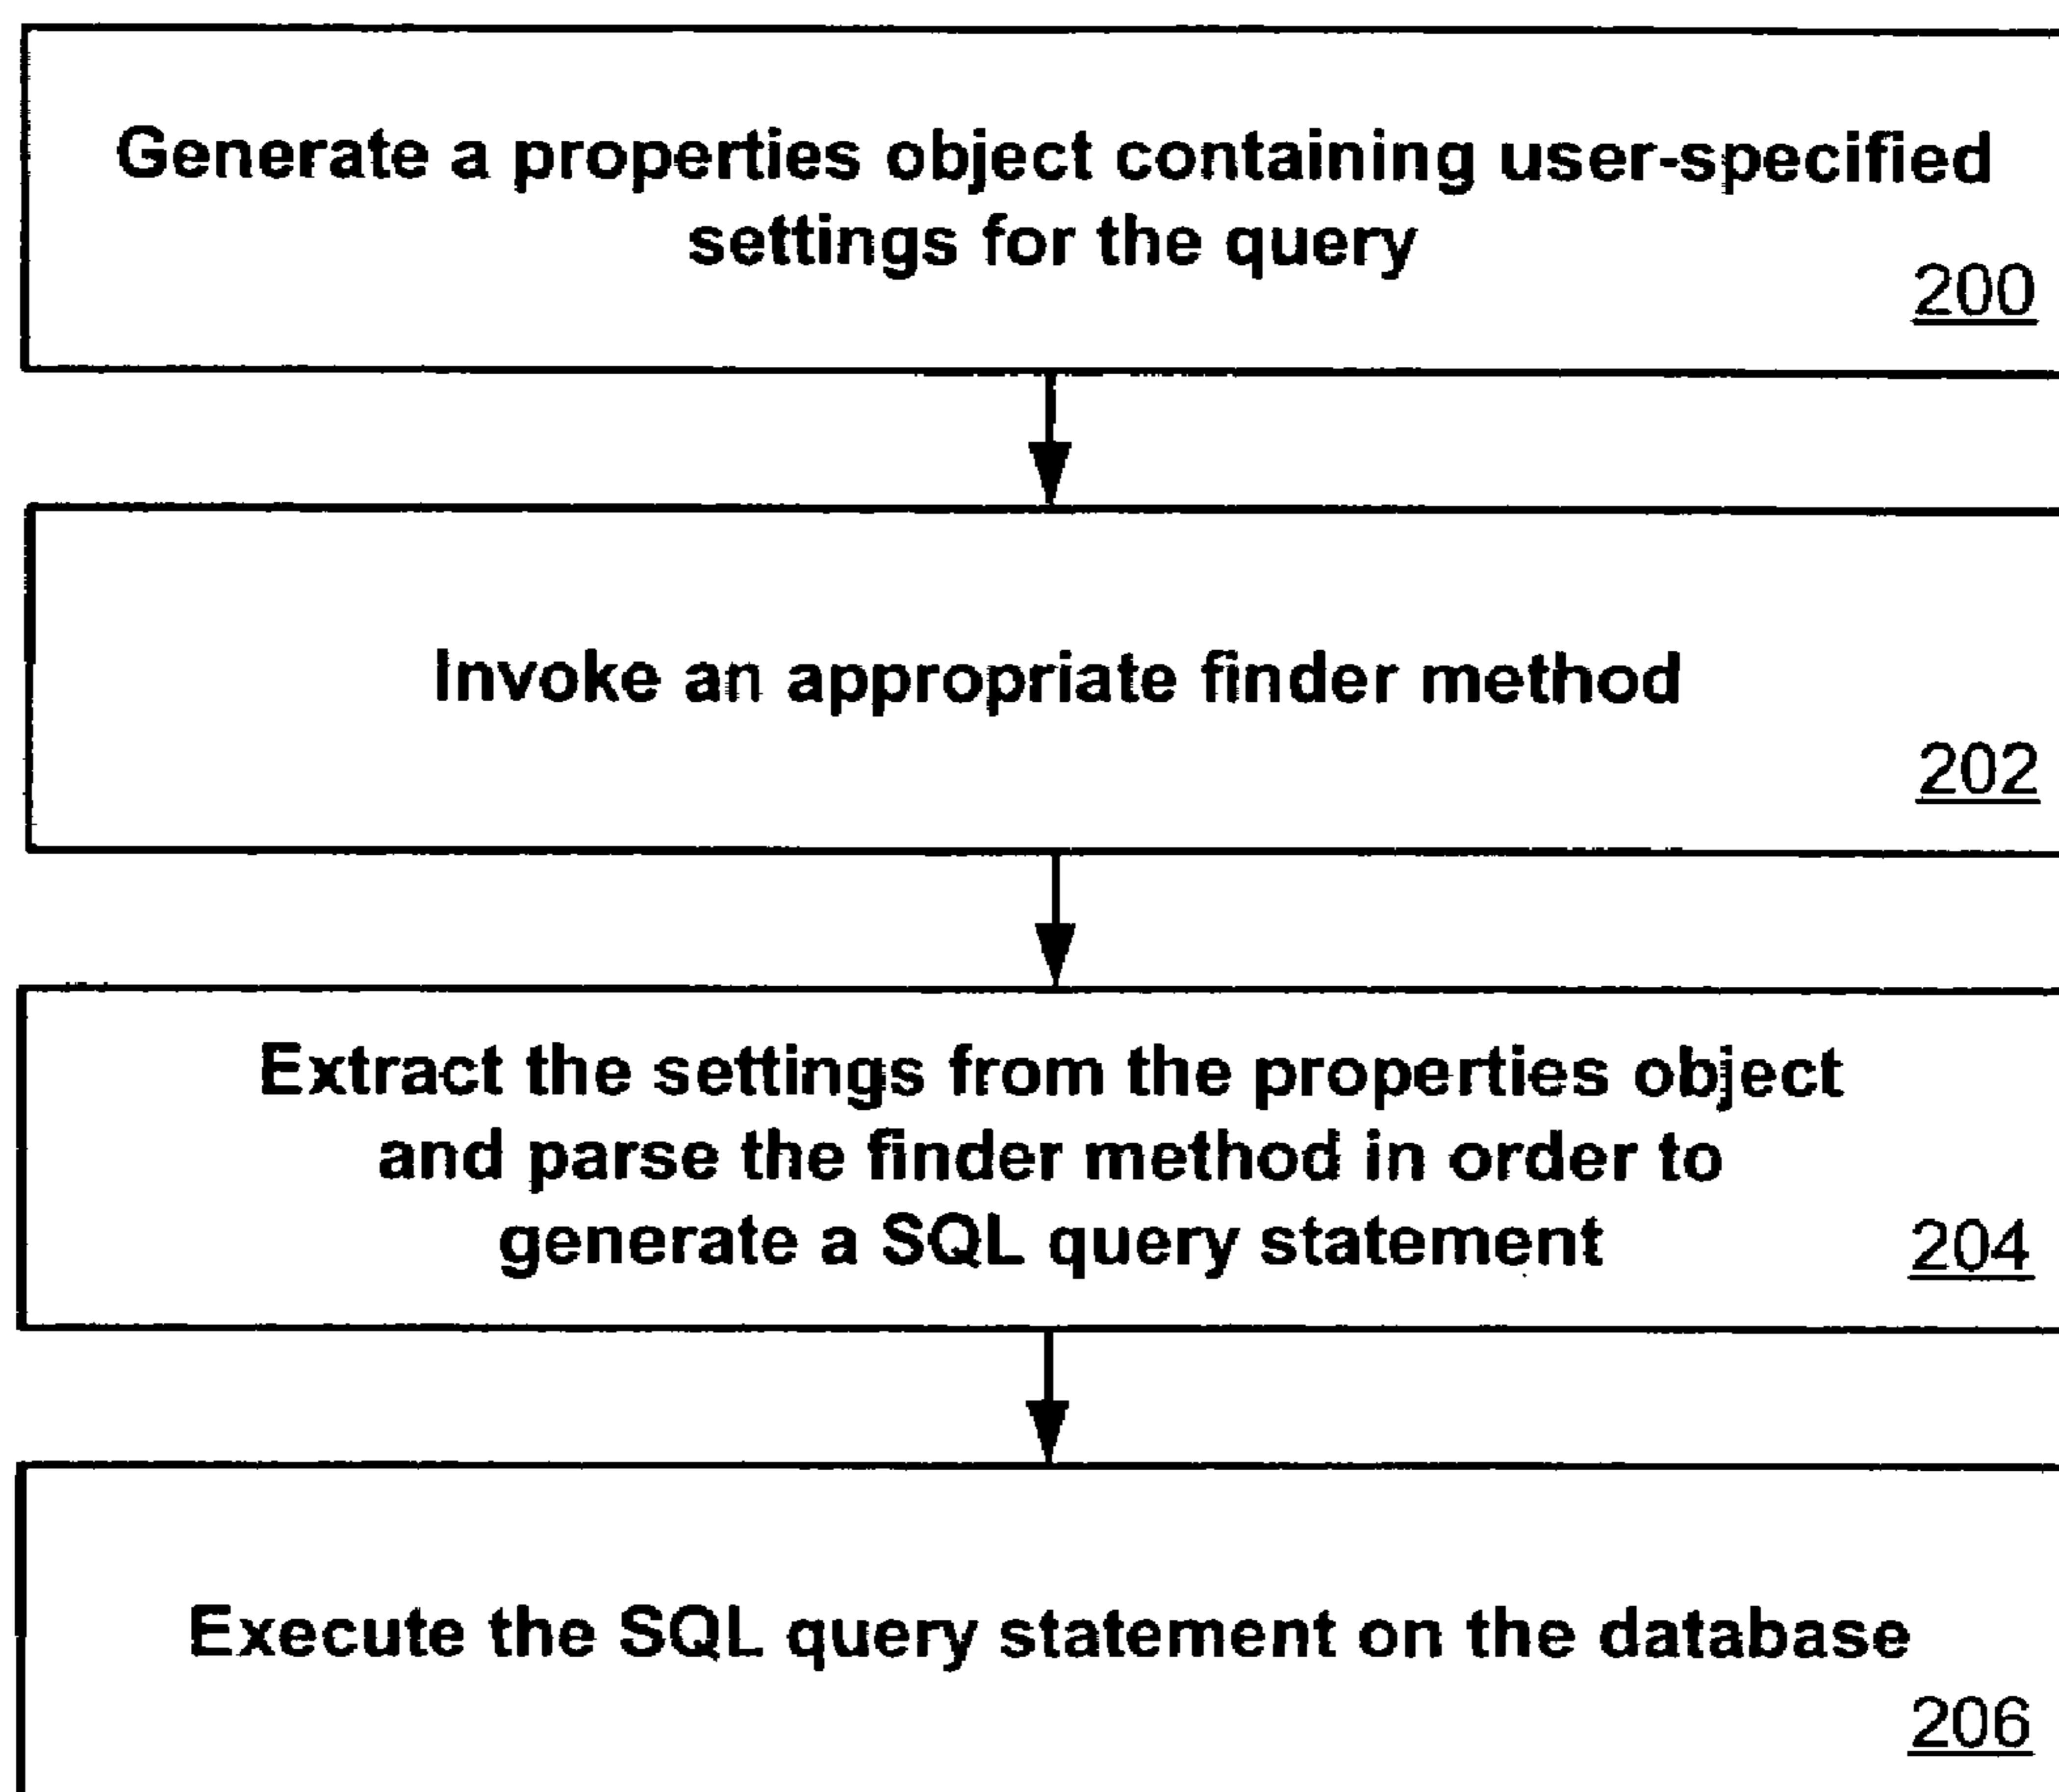 Generate a properties object containing user-specified
settings for the query
200
Invoke an appropriate finder method
202
Extract the settings from the properties object
and parse the finder method in order to
generate a SQL query statement
204
Execute the SQL query statement on the database
206